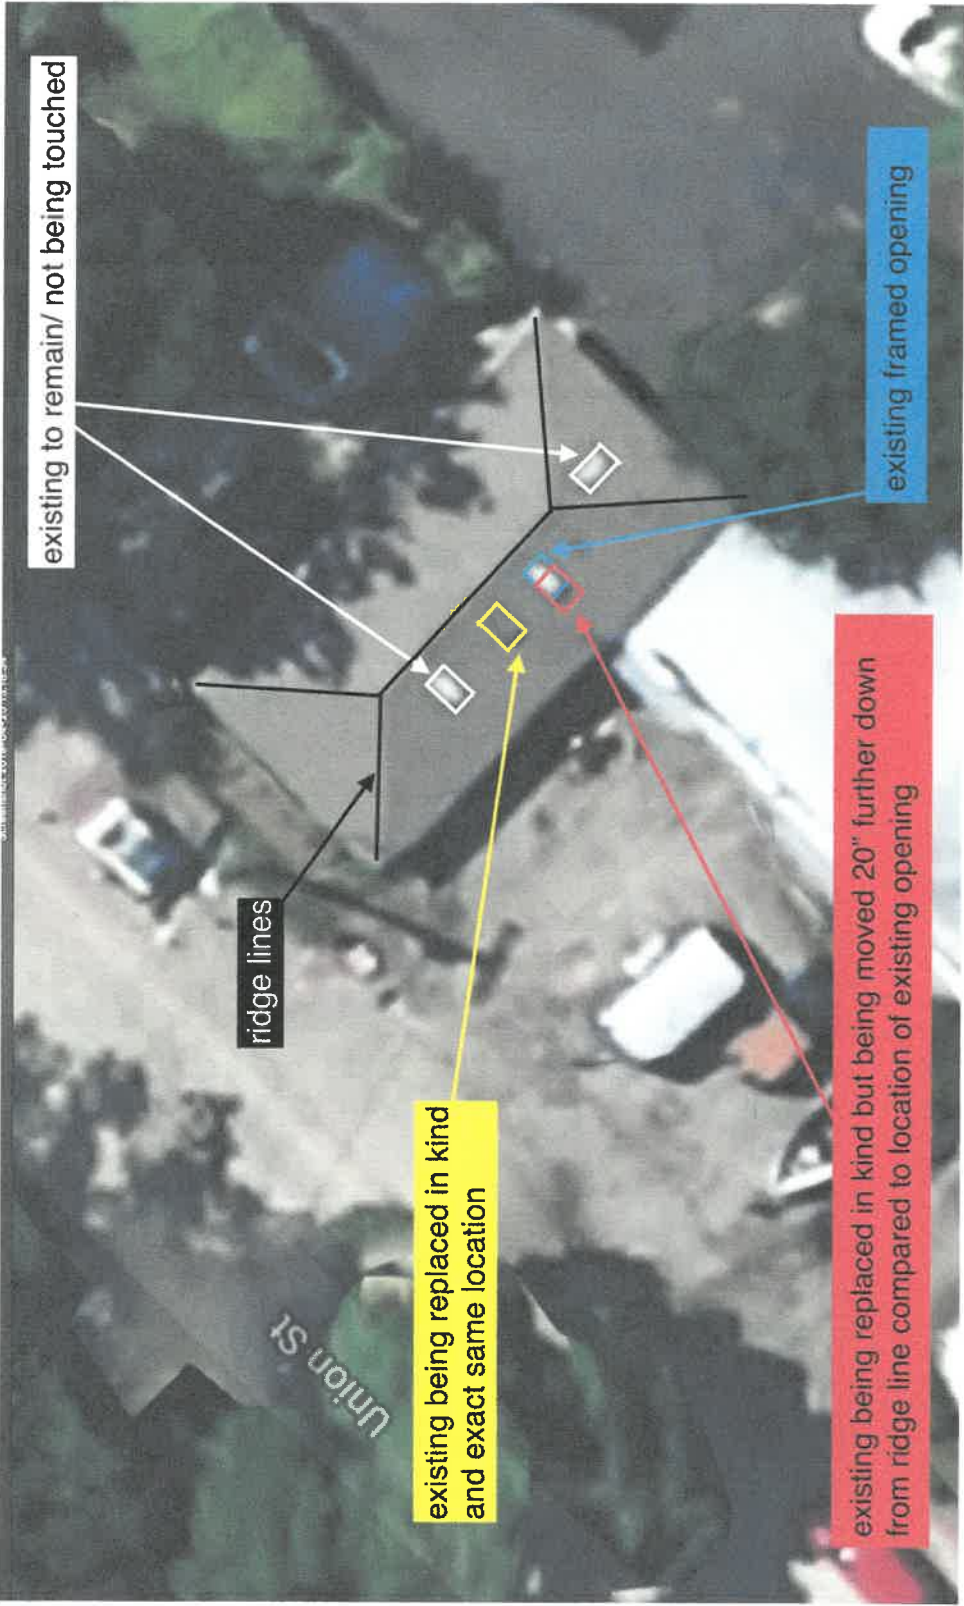 existing to remain/ not being touched
ridge lines
existing being replaced in kind
and exact same location
Union St
existing framed opening
existing being replaced in kind but being moved 20" further down
from ridge line compared to location of existing opening